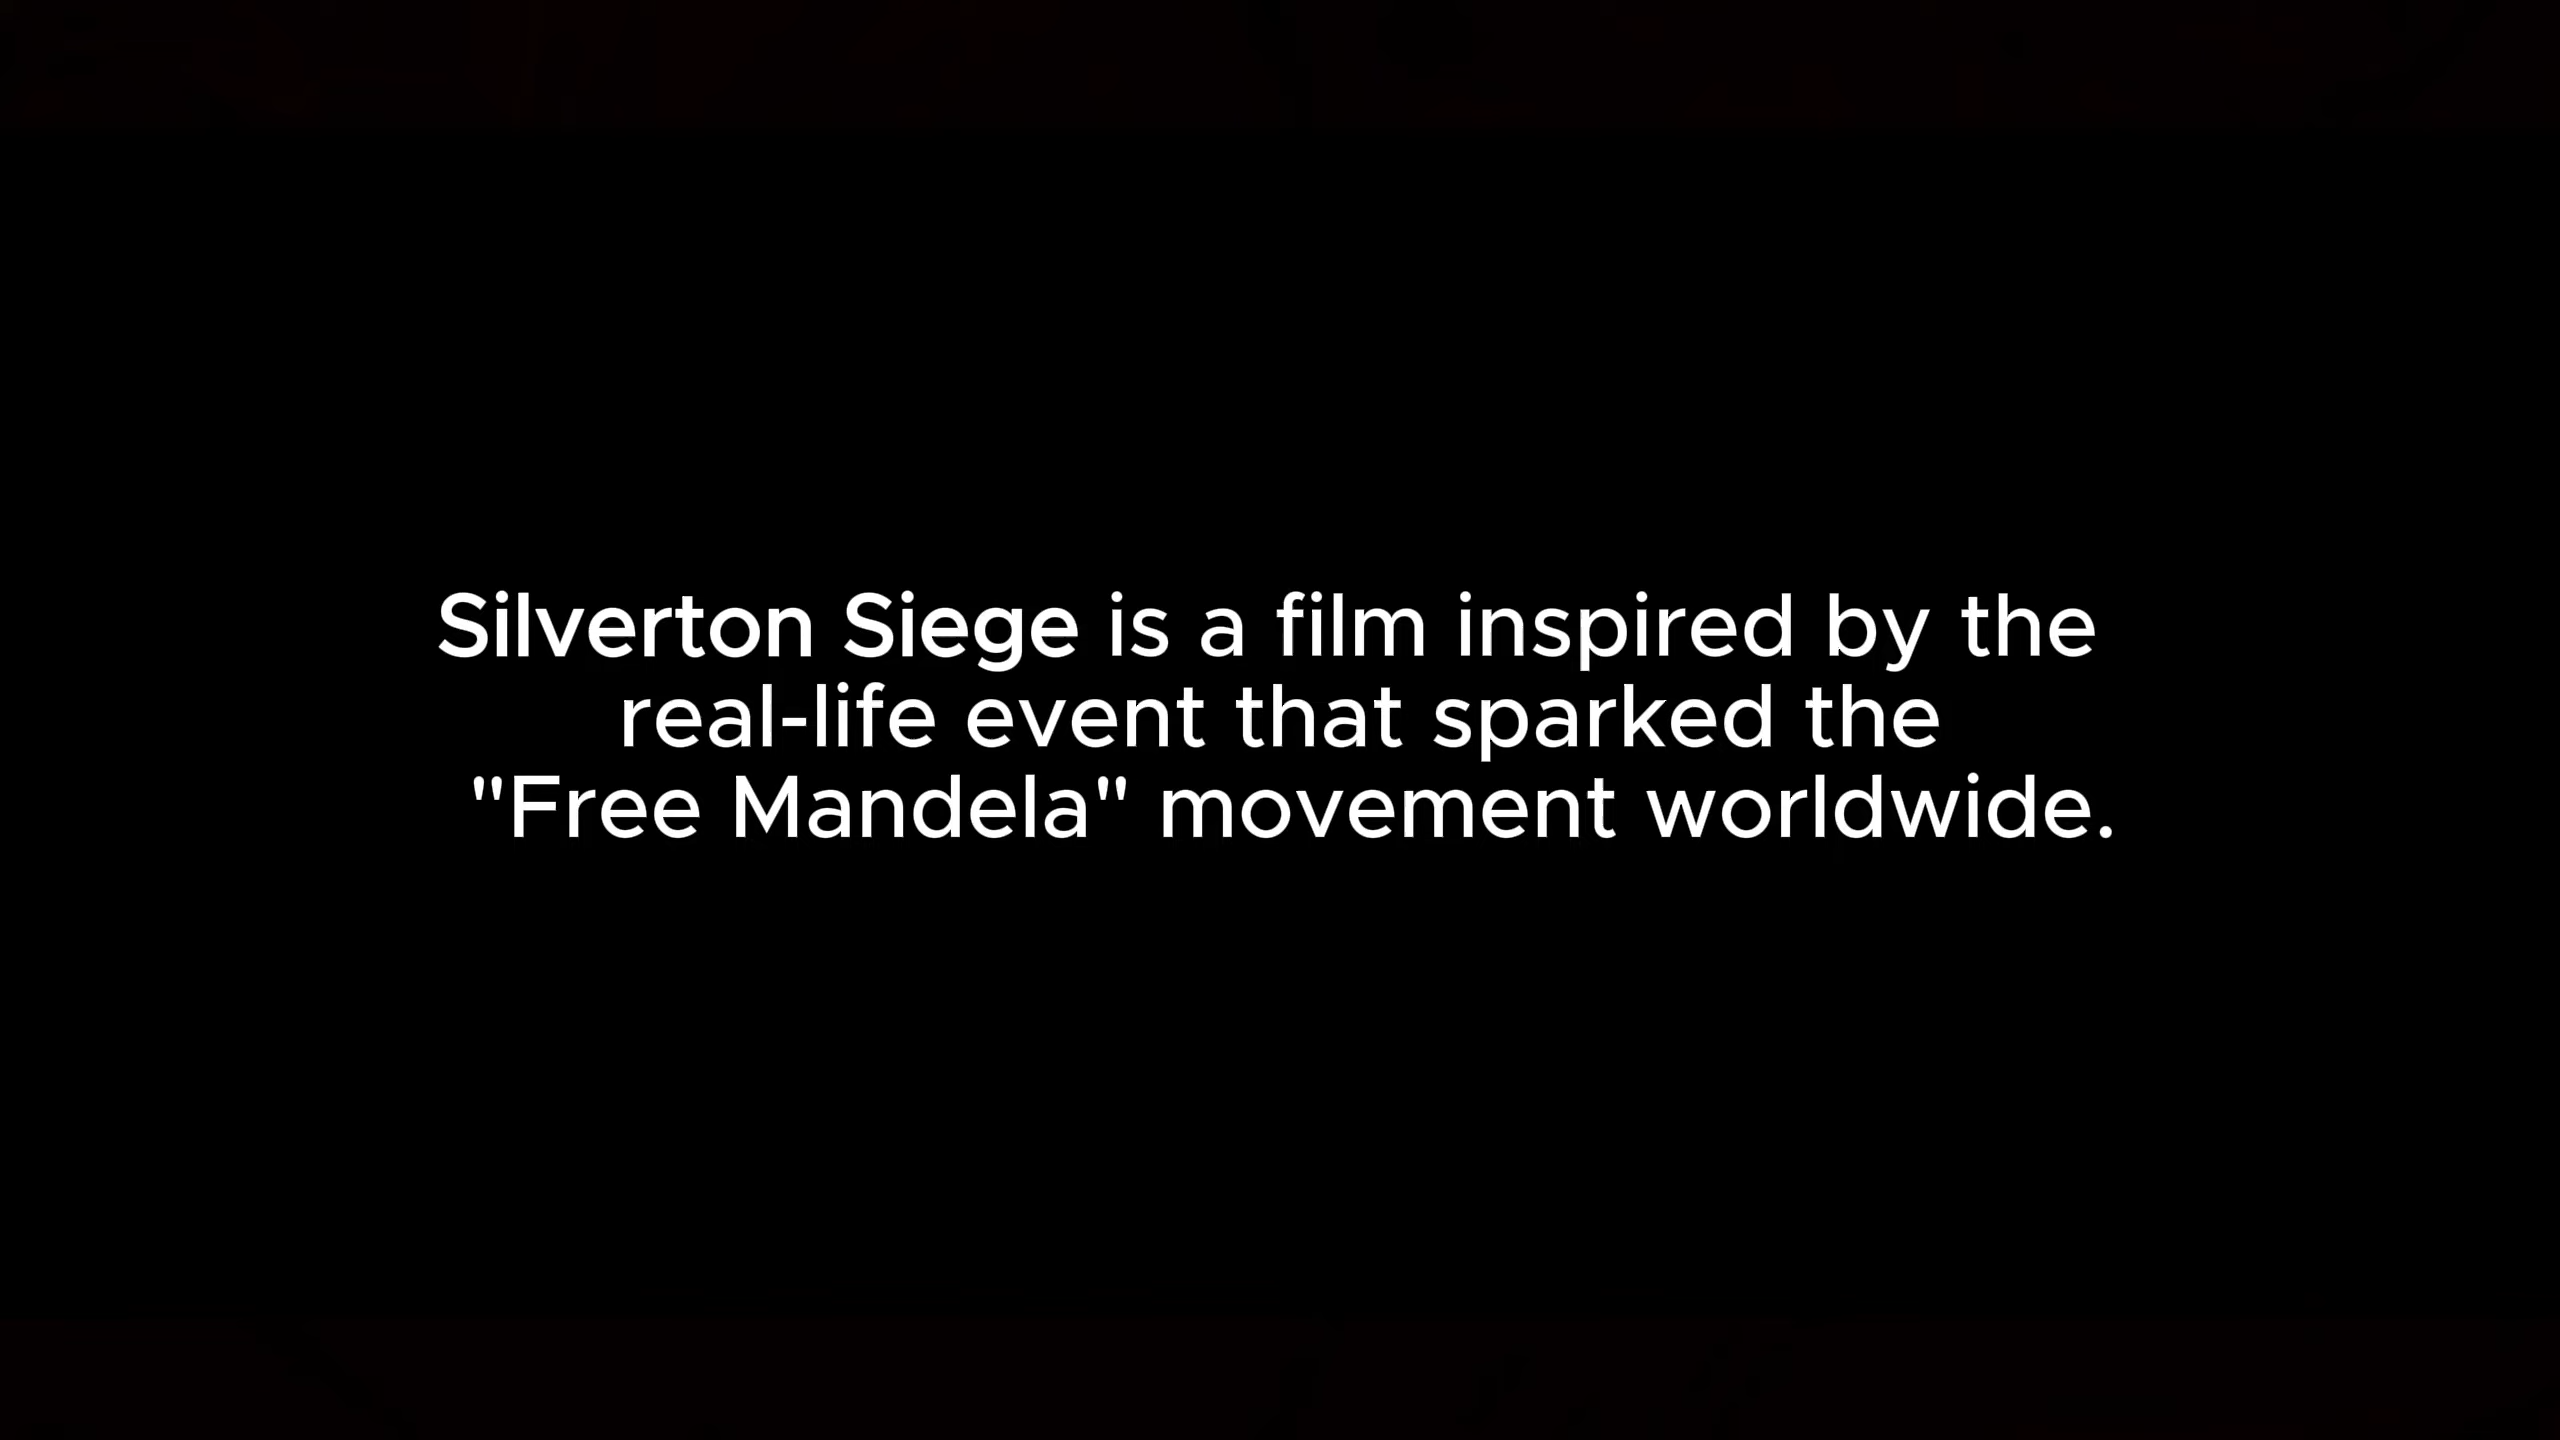 Silverton Siege is a film inspired by the
real-life event that sparked the
"Free Mandela" movement worldwide.